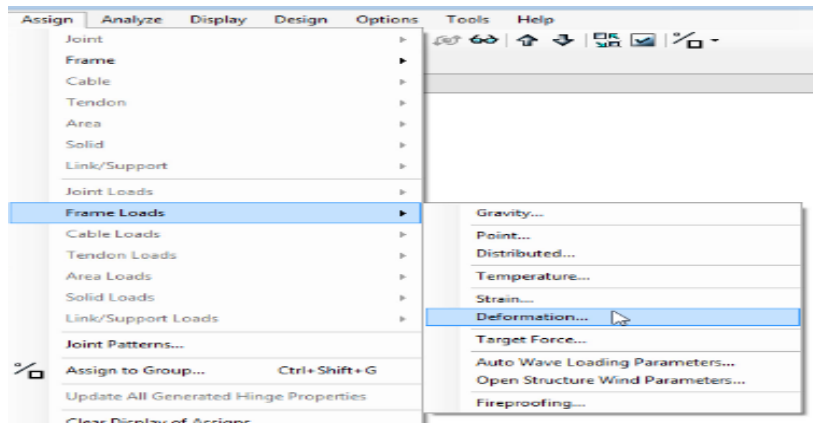 Assign Analyze Display Design Options Tools Help
Joint
Frame
Cable
Tendon
Area
Solid
Link/Support
Joint Loads
Frame Loads
Cable Loads
Tendon Loads
Area Loads
Solid Loads
Link/Support Loads
Joint Patterns...
Assign to Group... Ctrl+Shift+G
Update All Generated Hinge Properties
Clear Display of Assigns
Gravity...
Point...
Distributed...
Temperature...
Strain...
Deformation...
Target Force...
Auto Wave Loading Parameters...
Open Structure Wind Parameters...
Fireproofing...